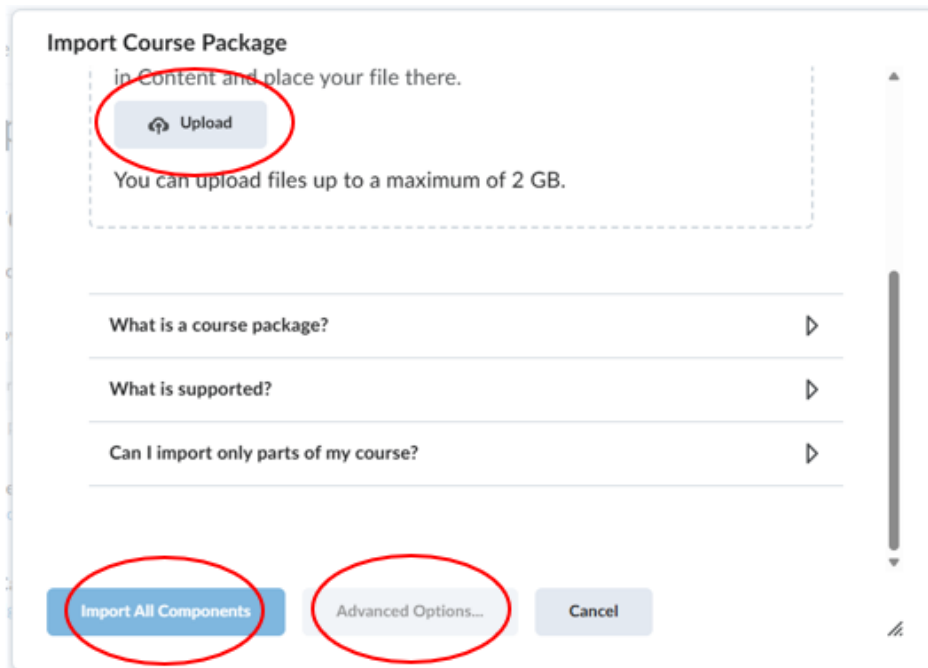 Import Course Package
in Content and place your file there.
Upload
You can upload files up to a maximum of 2 GB.
What is a course package?
What is supported?
Can I import only parts of my course?
Import All Components
Advanced Options...
Cancel